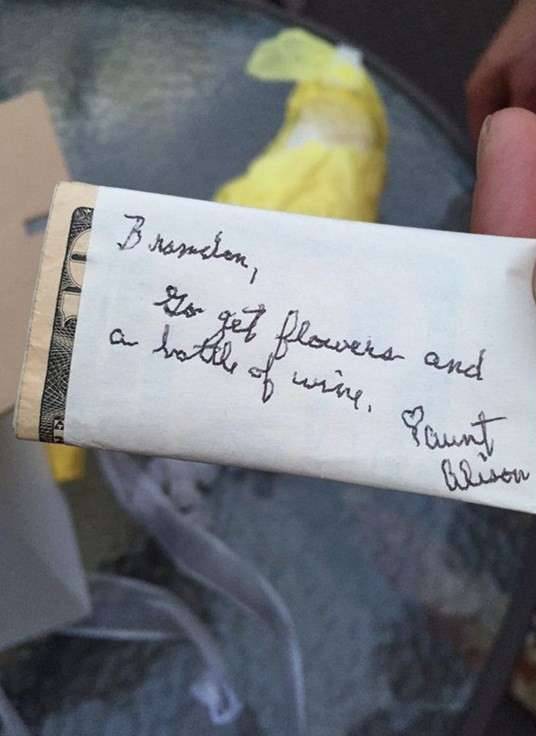 Brandon,
Go get flowers and
a bottle of wine.
♡ aunt
Alison